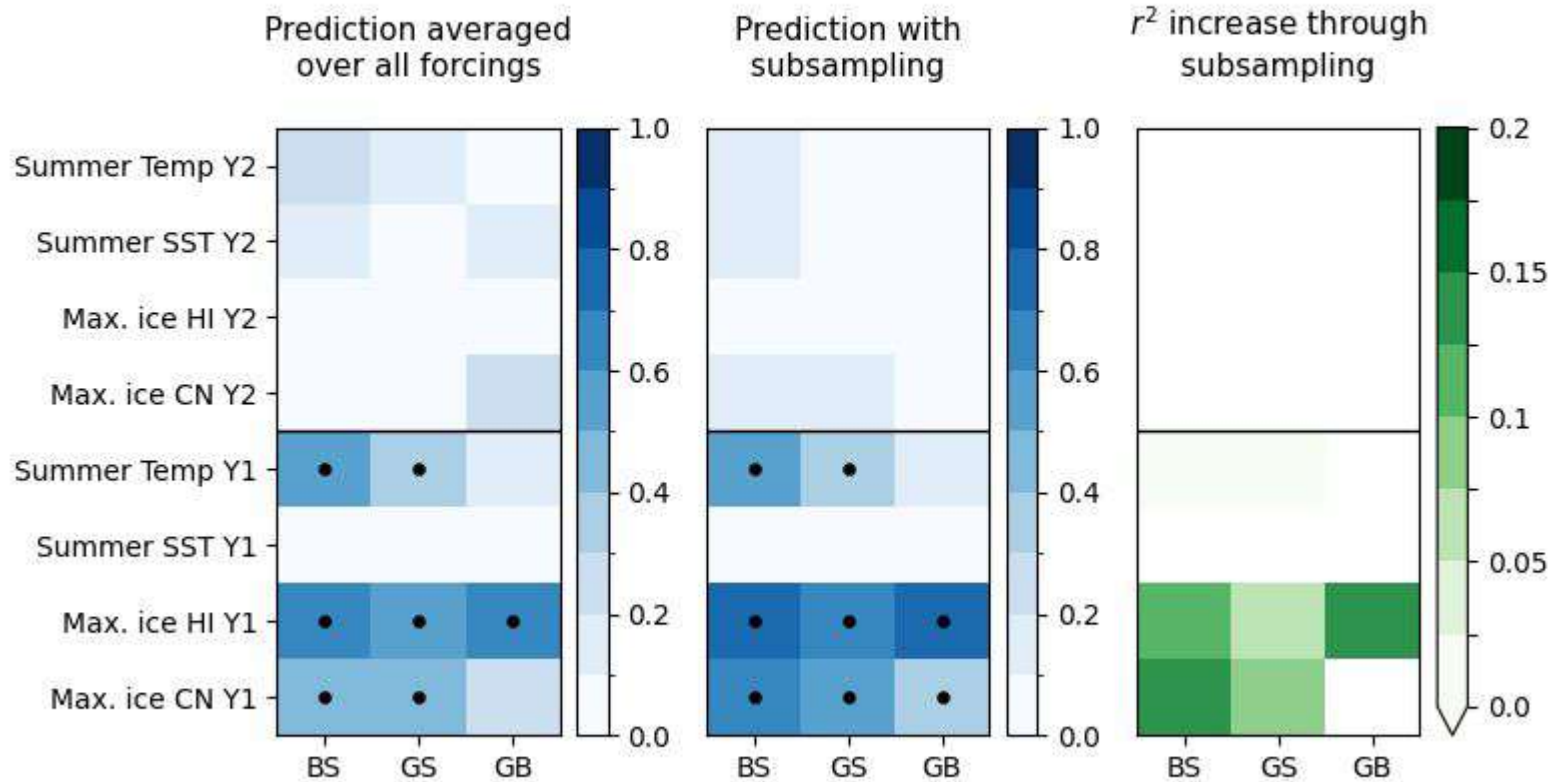 Prediction averaged
over all forcings
Prediction with
subsampling
r² increase through
subsampling
Summer Temp Y2
Summer SST Y2
Max. ice HI Y2
Max. ice CN Y2
Summer Temp Y1
Summer SST Y1
Max. ice HI Y1
Max. ice CN Y1
BS GS GB
1.0
0.8
0.6
0.4
0.2
0.0
BS GS GB
1.0
0.8
0.6
0.4
0.2
0.0
BS GS GB
0.2
0.15
0.1
0.05
0.0